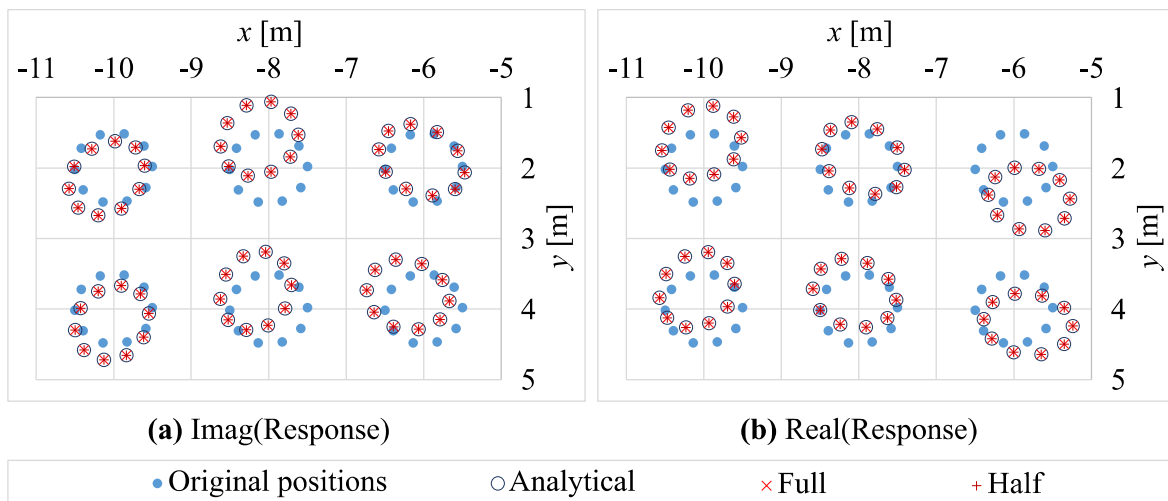 x [m] x [m]
-11 -10 -9 -8 -7 -6 -5 -11 -10 -9 -8 -7 -6 -5
1 1
2 2
3 3
y [m] y [m]
4 4
5 5
(a) Imag(Response) (b) Real(Response)
Original positions Analytical Full Half